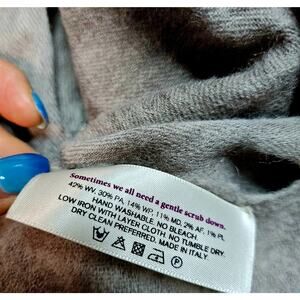 Sometimes we all need a gentle scrub down.
42% WV, 30% PA, 14% WP, 11% MD, 2% AF, 1% PL
HAND WASHABLE. NO BLEACH.
LOW IRON WITH LAYER CLOTH. NO TUMBLE DRY.
DRY CLEAN PREFERRED. MADE IN ITALY.